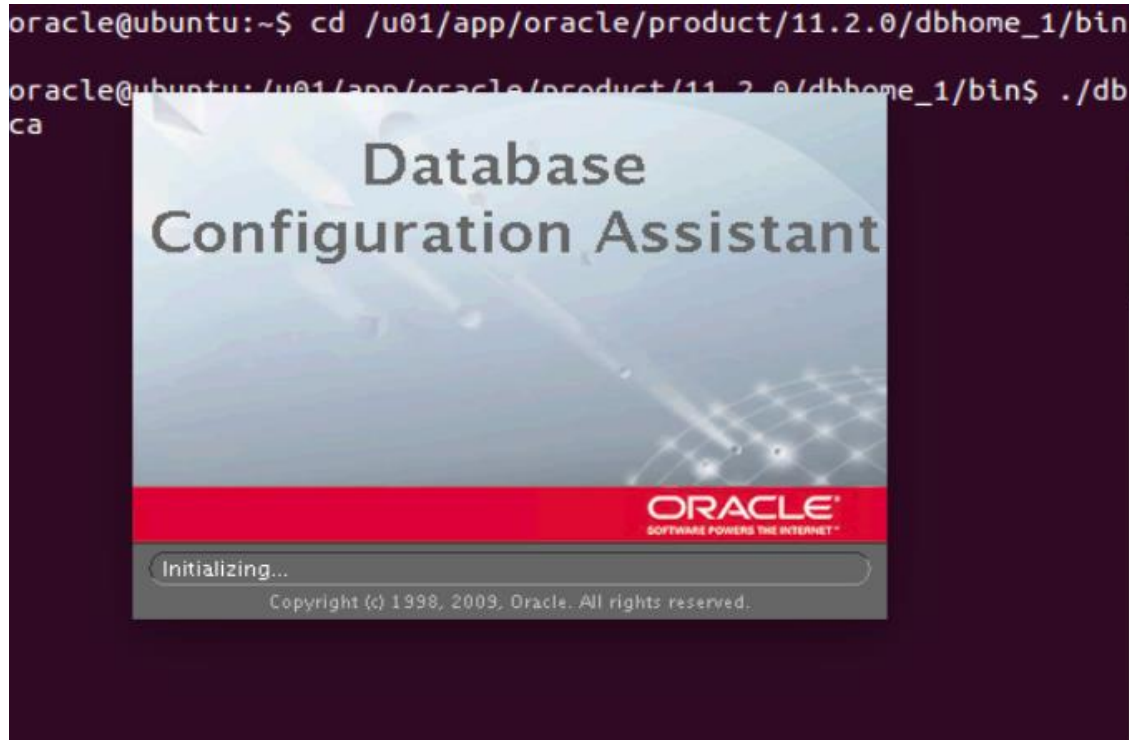 oracle@ubuntu:~$ cd /u01/app/oracle/product/11.2.0/dbhome_1/bin
oracle@ubuntu:/u01/app/oracle/product/11.2.0/dbhome_1/bin$ ./db
ca
Database
Configuration Assistant
ORACLE
SOFTWARE POWERS THE INTERNET™
Initializing...
Copyright (c) 1998, 2009, Oracle. All rights reserved.